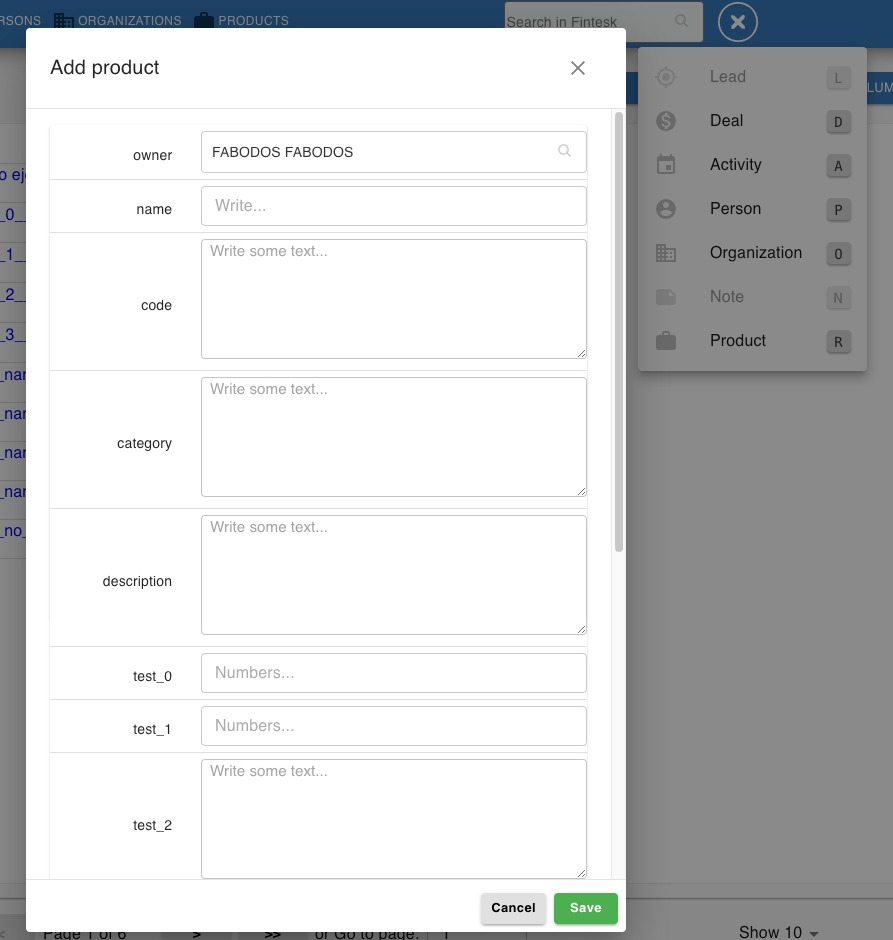 RSONS ORGANIZATIONS PRODUCTS Search in Fintesk
Add product
owner FABODOS FABODOS
name Write...
code Write some text...
category Write some text...
description Write some text...
test_0 Numbers...
test_1 Numbers...
test_2 Write some text...
Cancel Save
Lead L
Deal D
Activity A
Person P
Organization O
Note N
Product R
LUM
o eje
_0_
_1_
_2_
_3_
_nar
_nar
_nar
_nar
_no_
< Page 1 of 6 > >> or Go to page: 1 Show 10